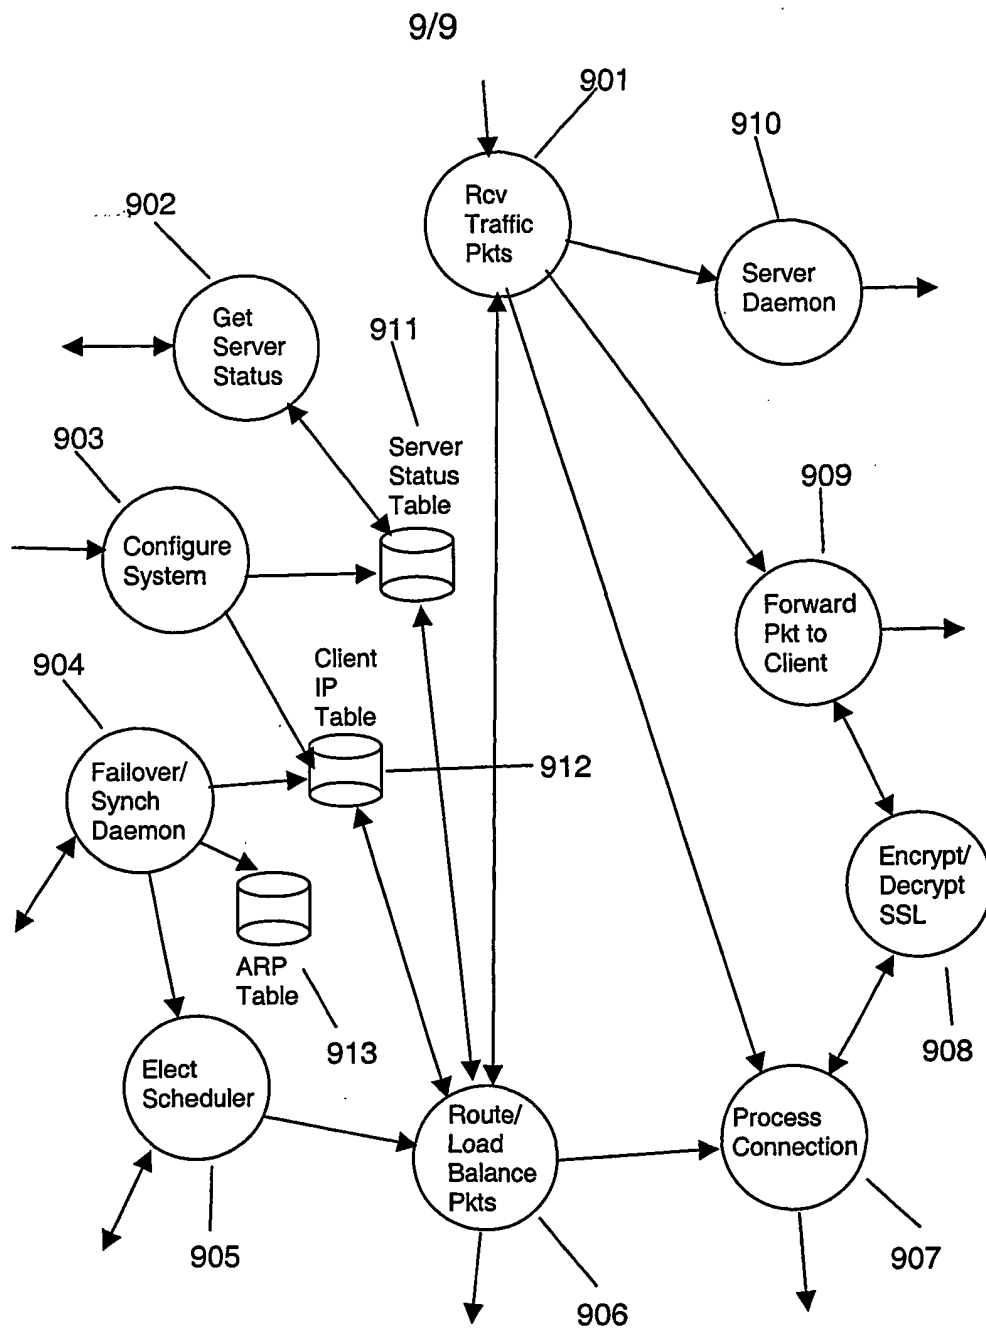 9/9
901
Rcv
Traffic
Pkts
910
Server
Daemon
902
Get
Server
Status
911
Server
Status
Table
903
Configure
System
909
Forward
Pkt to
Client
904
Client
IP
Table
912
Failover/
Synch
Daemon
Encrypt/
Decrypt
SSL
908
ARP
Table
913
Elect
Scheduler
905
Route/
Load
Balance
Pkts
906
Process
Connection
907